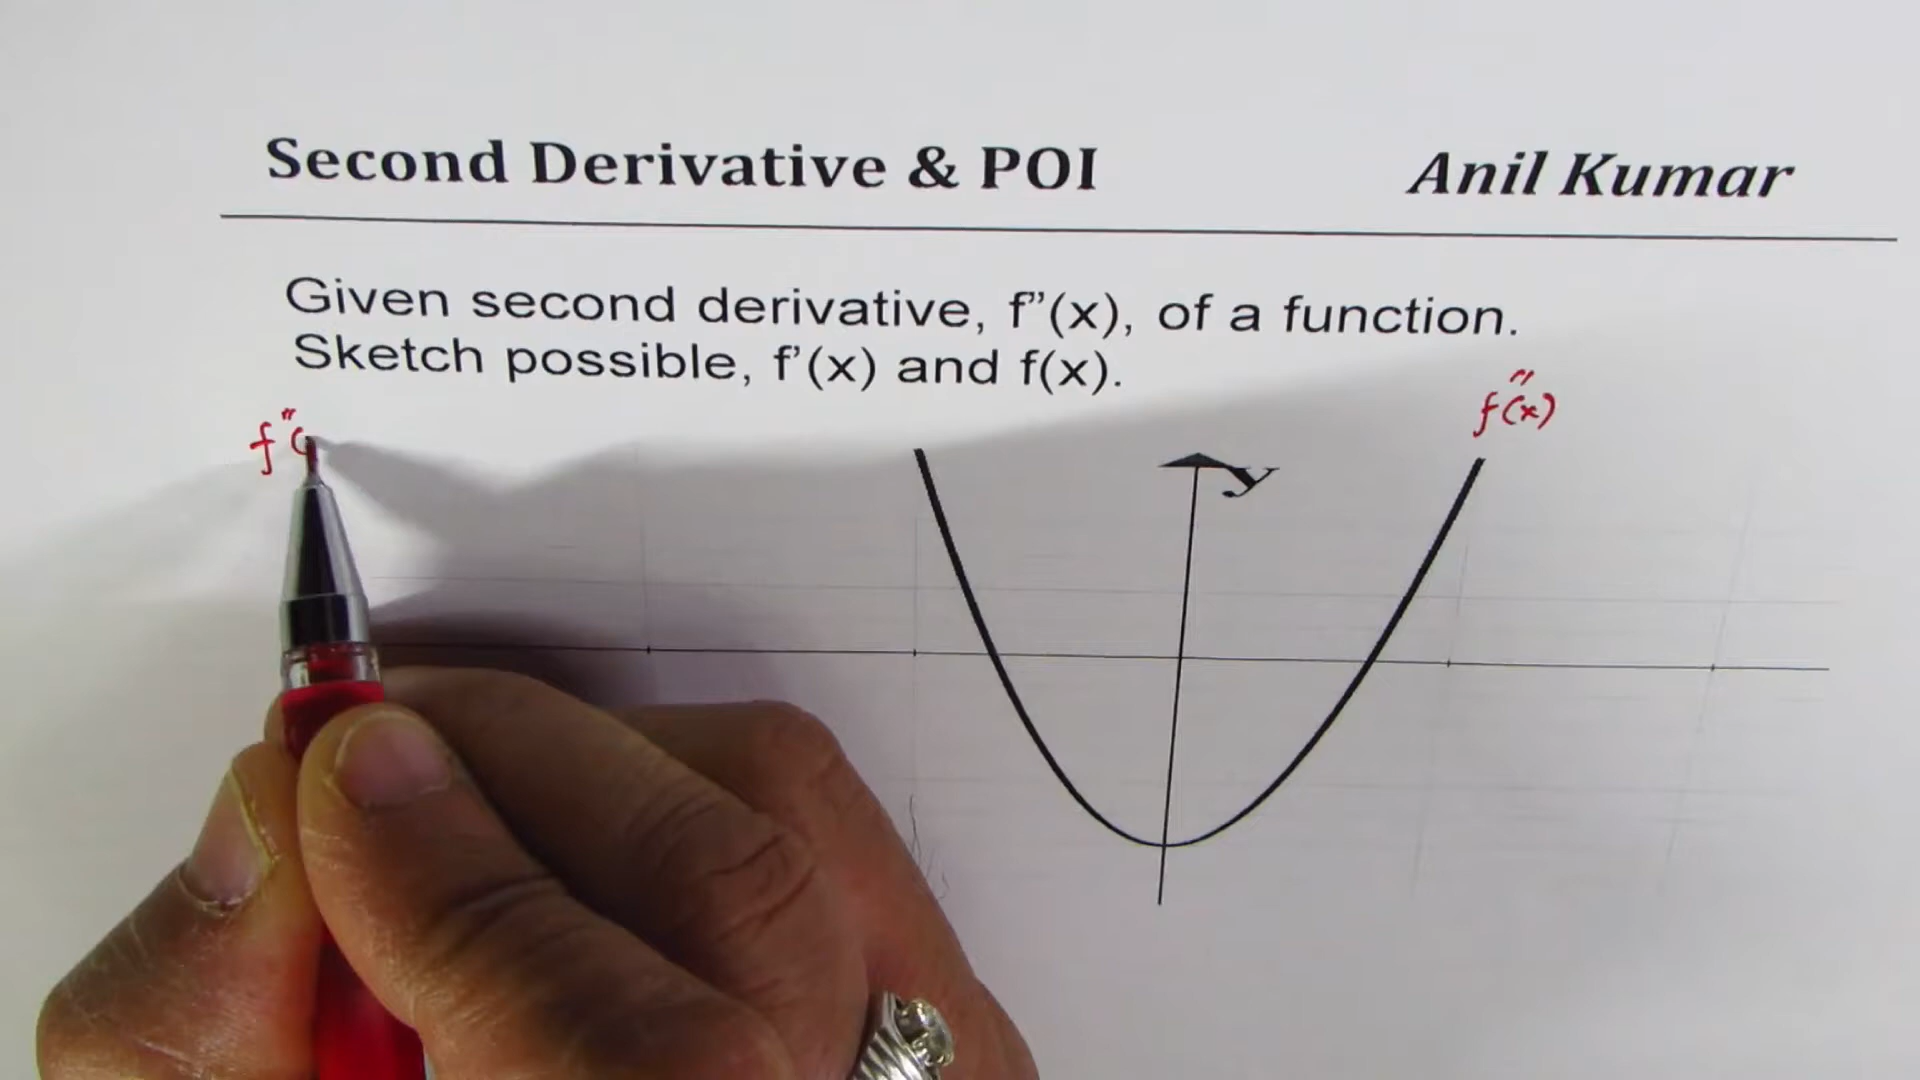 Second Derivative & POI Anil Kumar
Given second derivative, f”(x), of a function.
Sketch possible, f’(x) and f(x).
f"(
f"(x)
y